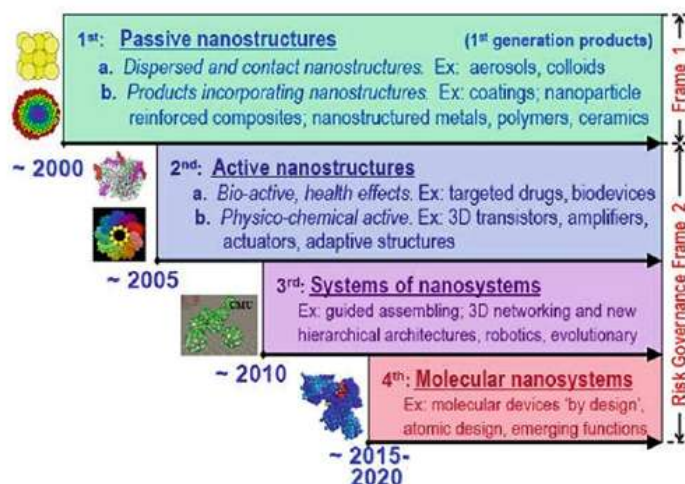 1st: Passive nanostructures (1st generation products)
a. Dispersed and contact nanostructures. Ex: aerosols, colloids
b. Products incorporating nanostructures. Ex: coatings; nanoparticle
reinforced composites; nanostructured metals, polymers, ceramics
~ 2000
2nd: Active nanostructures
a. Bio-active, health effects. Ex: targeted drugs, biodevices
b. Physico-chemical active. Ex: 3D transistors, amplifiers,
actuators, adaptive structures
~ 2005
CMU
3rd: Systems of nanosystems
Ex: guided assembling; 3D networking and new
hierarchical architectures, robotics, evolutionary
~ 2010
4th: Molecular nanosystems
Ex: molecular devices 'by design',
atomic design, emerging functions
~ 2015-
2020
Frame 1
Risk Governance Frame 2